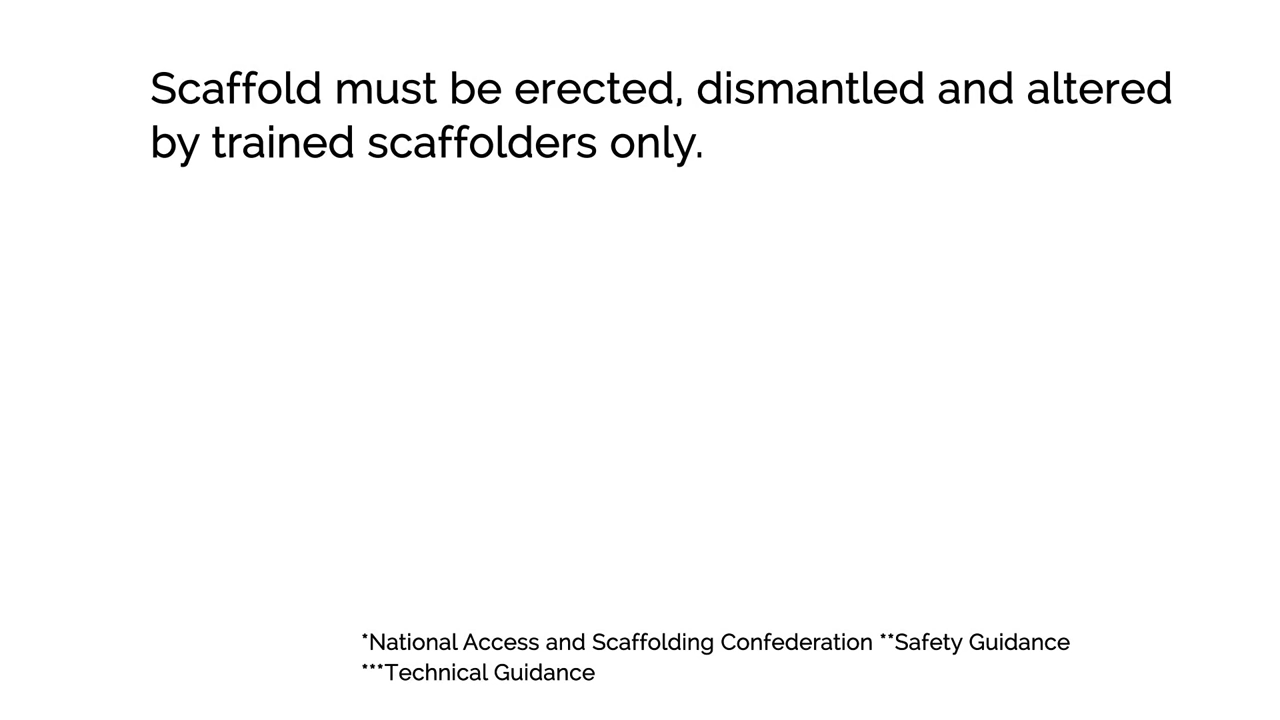 Scaffold must be erected, dismantled and altered
by trained scaffolders only.
*National Access and Scaffolding Confederation **Safety Guidance
***Technical Guidance